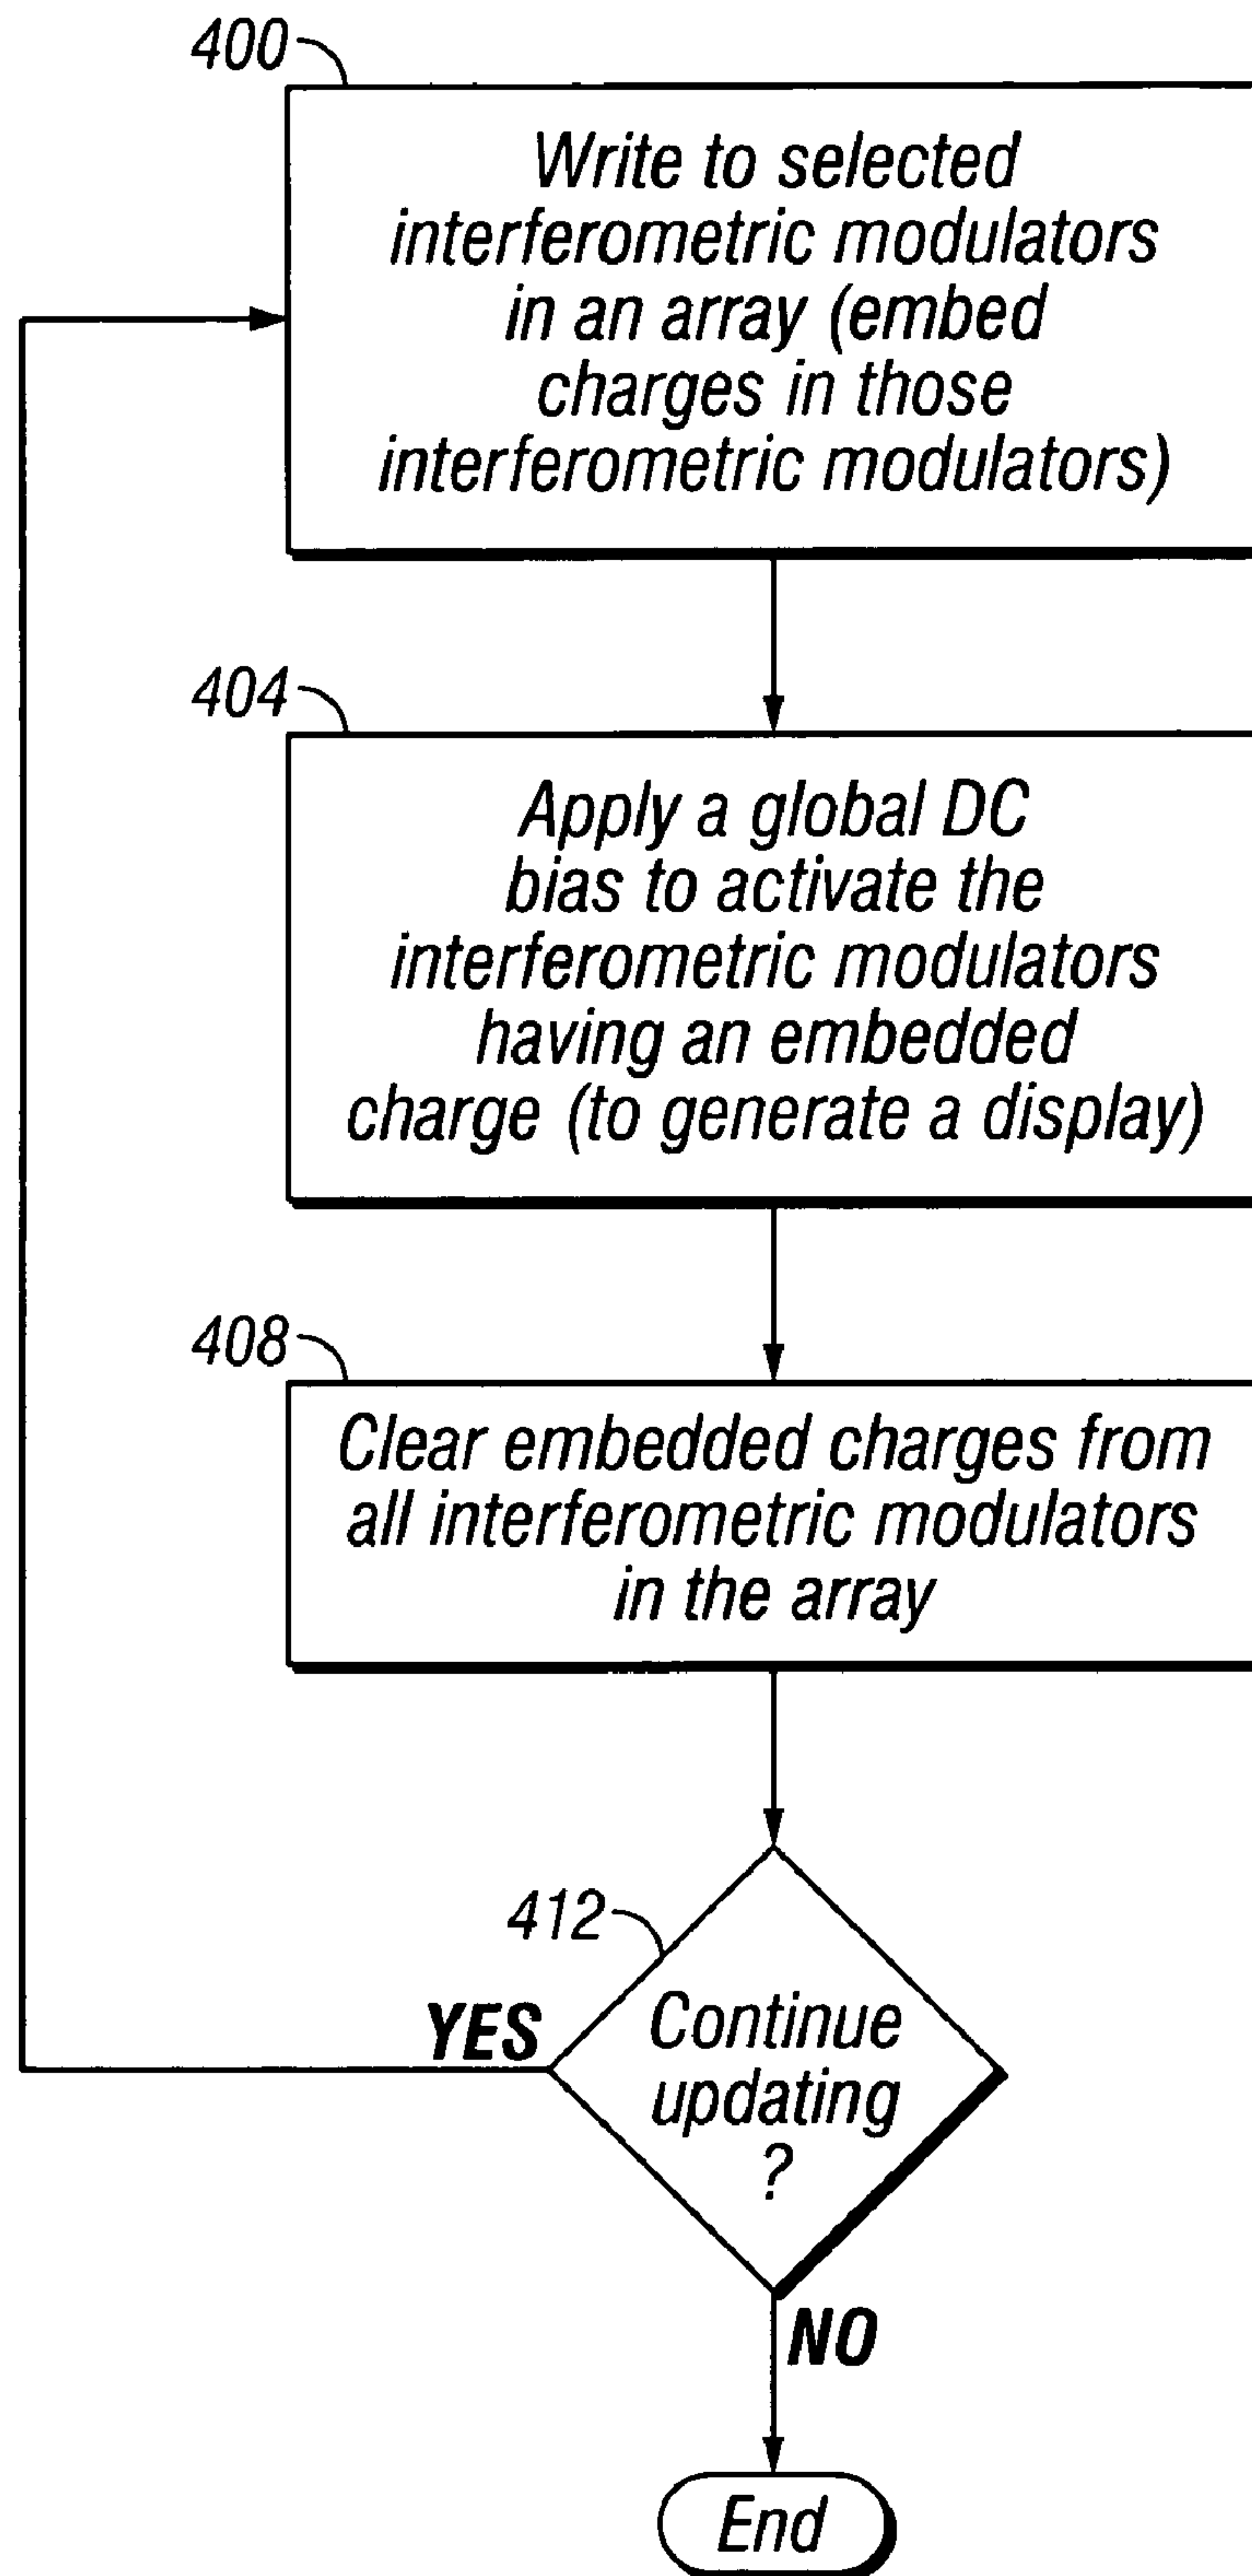 400
Write to selected
interferometric modulators
in an array (embed
charges in those
interferometric modulators)
404
Apply a global DC
bias to activate the
interferometric modulators
having an embedded
charge (to generate a display)
408
Clear embedded charges from
all interferometric modulators
in the array
412
YES
Continue
updating
?
NO
End